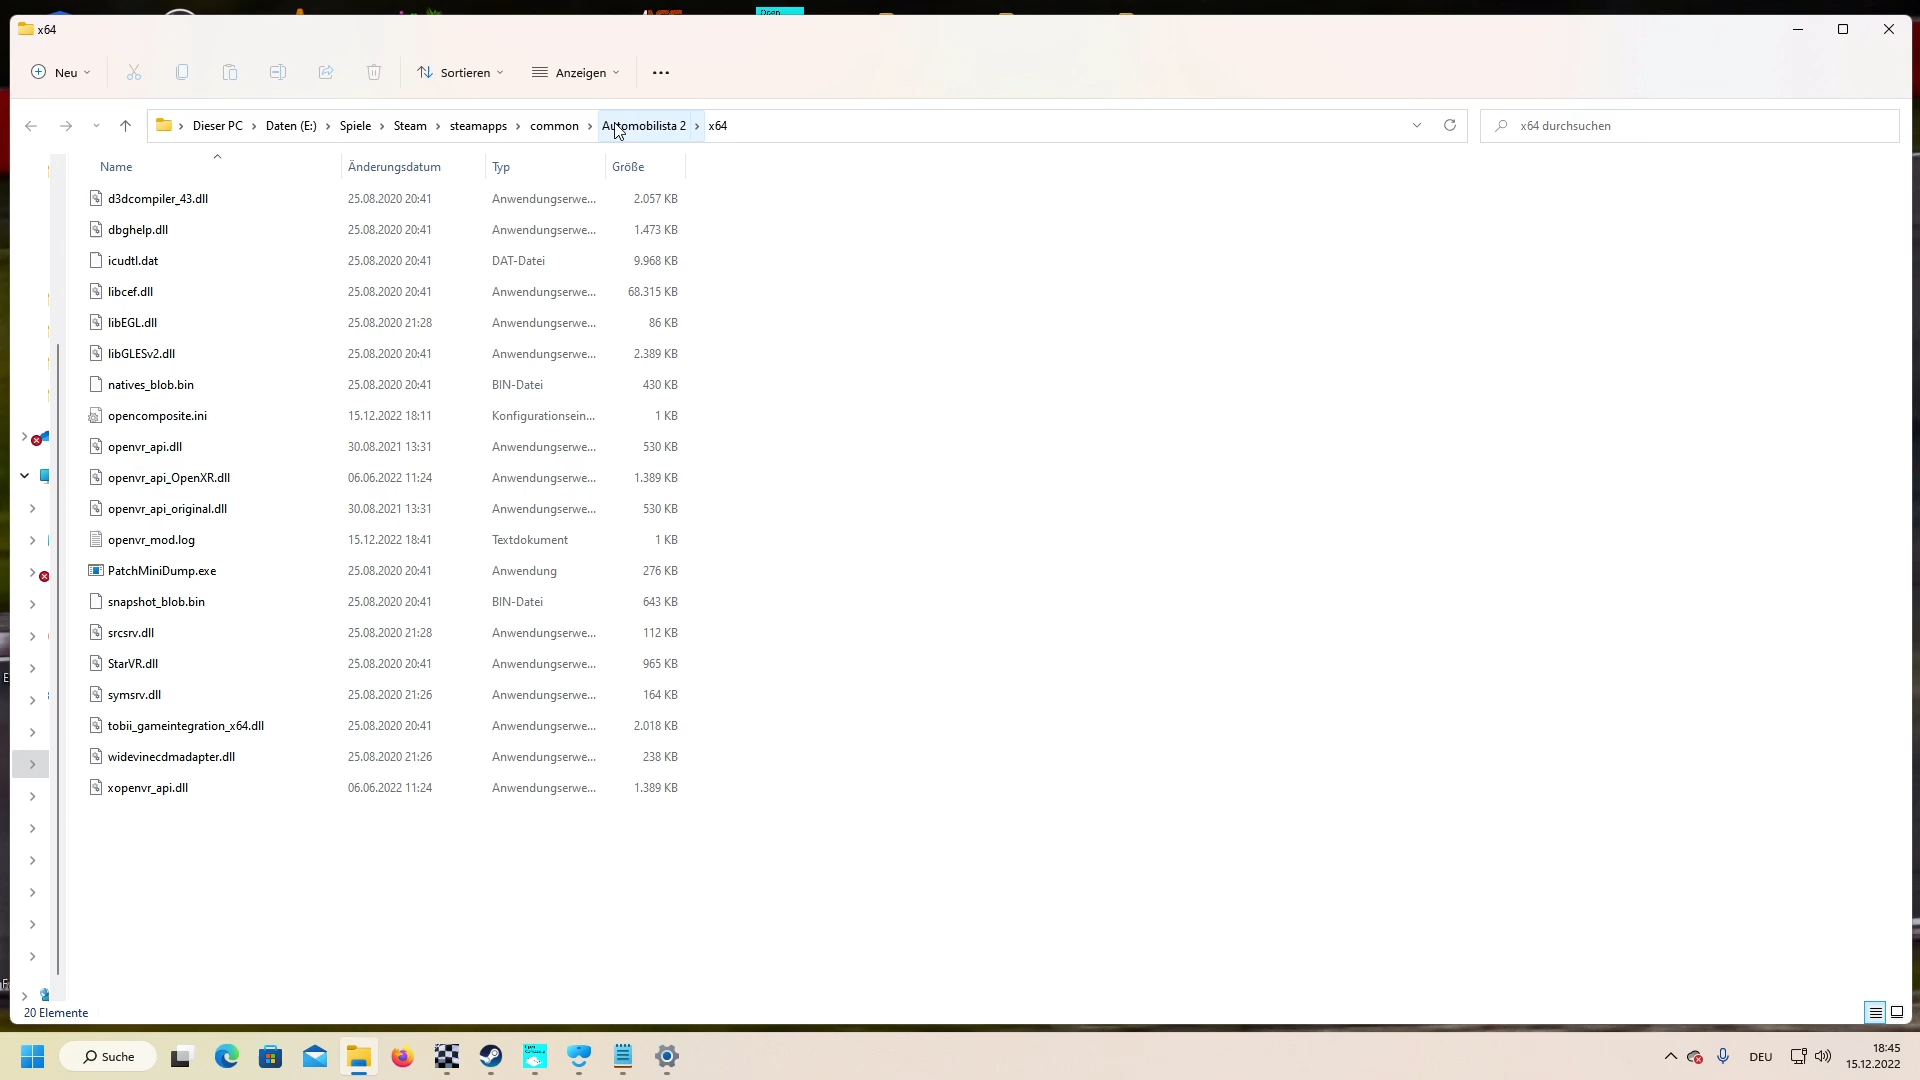 x64
Neu
Sortieren
Anzeigen
Dieser PC
Daten (E:)
Spiele
Steam
steamapps
common
Automobilista 2
x64
x64 durchsuchen
Name Änderungsdatum Typ Größe
d3dcompiler_43.dll 25.08.2020 20:41 Anwendungserwe... 2.057 KB
dbghelp.dll 25.08.2020 20:41 Anwendungserwe... 1.473 KB
icudtl.dat 25.08.2020 20:41 DAT-Datei 9.968 KB
libcef.dll 25.08.2020 20:41 Anwendungserwe... 68.315 KB
libEGL.dll 25.08.2020 21:28 Anwendungserwe... 86 KB
libGLESv2.dll 25.08.2020 20:41 Anwendungserwe... 2.389 KB
natives_blob.bin 25.08.2020 20:41 BIN-Datei 430 KB
opencomposite.ini 15.12.2022 18:11 Konfigurationsein... 1 KB
openvr_api.dll 30.08.2021 13:31 Anwendungserwe... 530 KB
openvr_api_OpenXR.dll 06.06.2022 11:24 Anwendungserwe... 1.389 KB
openvr_api_original.dll 30.08.2021 13:31 Anwendungserwe... 530 KB
openvr_mod.log 15.12.2022 18:41 Textdokument 1 KB
PatchMiniDump.exe 25.08.2020 20:41 Anwendung 276 KB
snapshot_blob.bin 25.08.2020 20:41 BIN-Datei 643 KB
srcsrv.dll 25.08.2020 21:28 Anwendungserwe... 112 KB
StarVR.dll 25.08.2020 20:41 Anwendungserwe... 965 KB
symsrv.dll 25.08.2020 21:26 Anwendungserwe... 164 KB
tobii_gameintegration_x64.dll 25.08.2020 20:41 Anwendungserwe... 2.018 KB
widevinecdmadapter.dll 25.08.2020 21:26 Anwendungserwe... 238 KB
xopenvr_api.dll 06.06.2022 11:24 Anwendungserwe... 1.389 KB
20 Elemente
Suche
DEU
18:45
15.12.2022